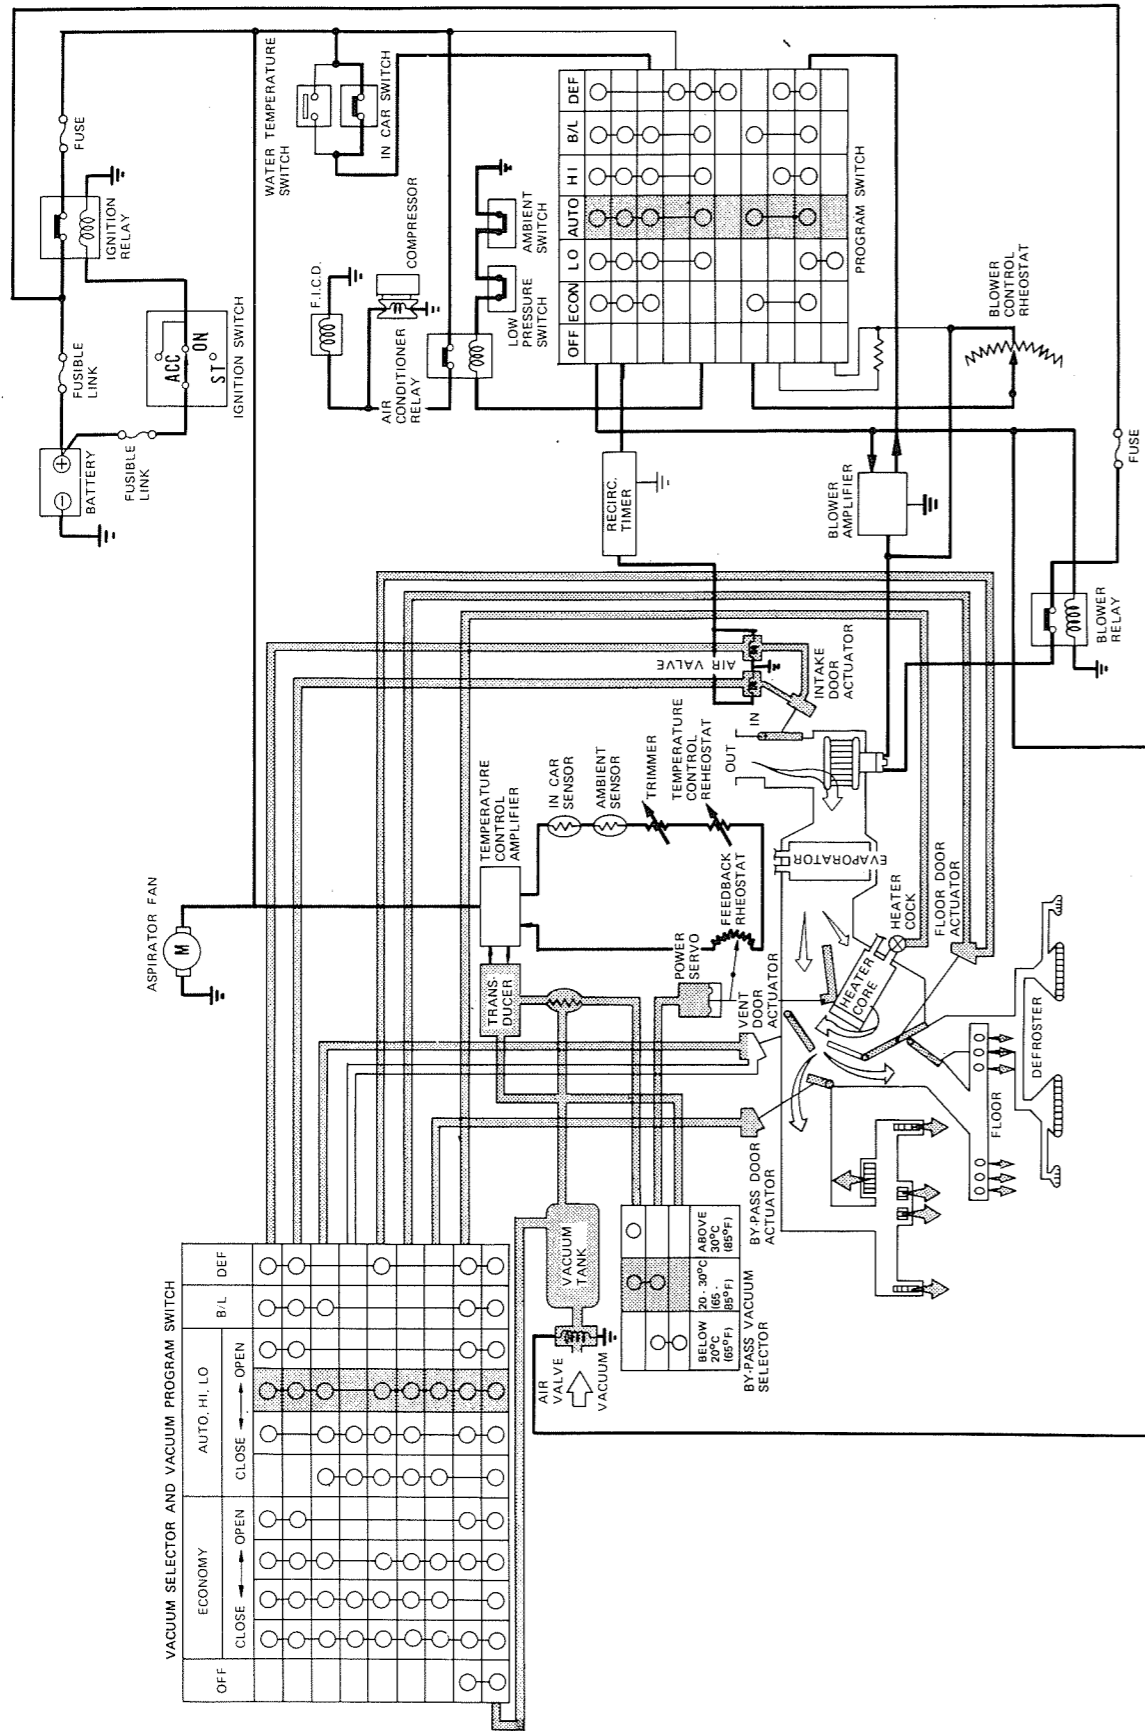 VACUUM SELECTOR AND VACUUM PROGRAM SWITCH
OFF
ECONOMY
CLOSE
OPEN
AUTO, HI, LO
CLOSE
OPEN
B/L
DEF
AIR
VALVE
VACUUM
VACUUM
TANK
BELOW
20°C
(65°F)
20 - 30°C
(65 -
85°F)
ABOVE
30°C
(85°F)
BY-PASS VACUUM
SELECTOR
BY-PASS DOOR
ACTUATOR
ASPIRATOR FAN
M
TRANS-
DUCER
TEMPERATURE
CONTROL
AMPLIFIER
IN CAR
SENSOR
AMBIENT
SENSOR
TRIMMER
TEMPERATURE
CONTROL
REHEOSTAT
FEEDBACK
RHEOSTAT
POWER
SERVO
VENT
DOOR
ACTUATOR
HEATER
CORE
HEATER
COCK
FLOOR DOOR
ACTUATOR
EVAPORATOR
OUT
IN
AIR VALVE
INTAKE
DOOR
ACTUATOR
FLOOR
DEFROSTER
BATTERY
FUSIBLE
LINK
FUSIBLE
LINK
ACC
ON
ST
IGNITION SWITCH
IGNITION
RELAY
FUSE
WATER TEMPERATURE
SWITCH
IN CAR SWITCH
F.I.C.D.
COMPRESSOR
AIR
CONDITIONER
RELAY
LOW
PRESSURE
SWITCH
AMBIENT
SWITCH
OFF
ECON
LO
AUTO
HI
B/L
DEF
PROGRAM SWITCH
RECIRC.
TIMER
BLOWER
AMPLIFIER
BLOWER
CONTROL
RHEOSTAT
BLOWER
RELAY
FUSE